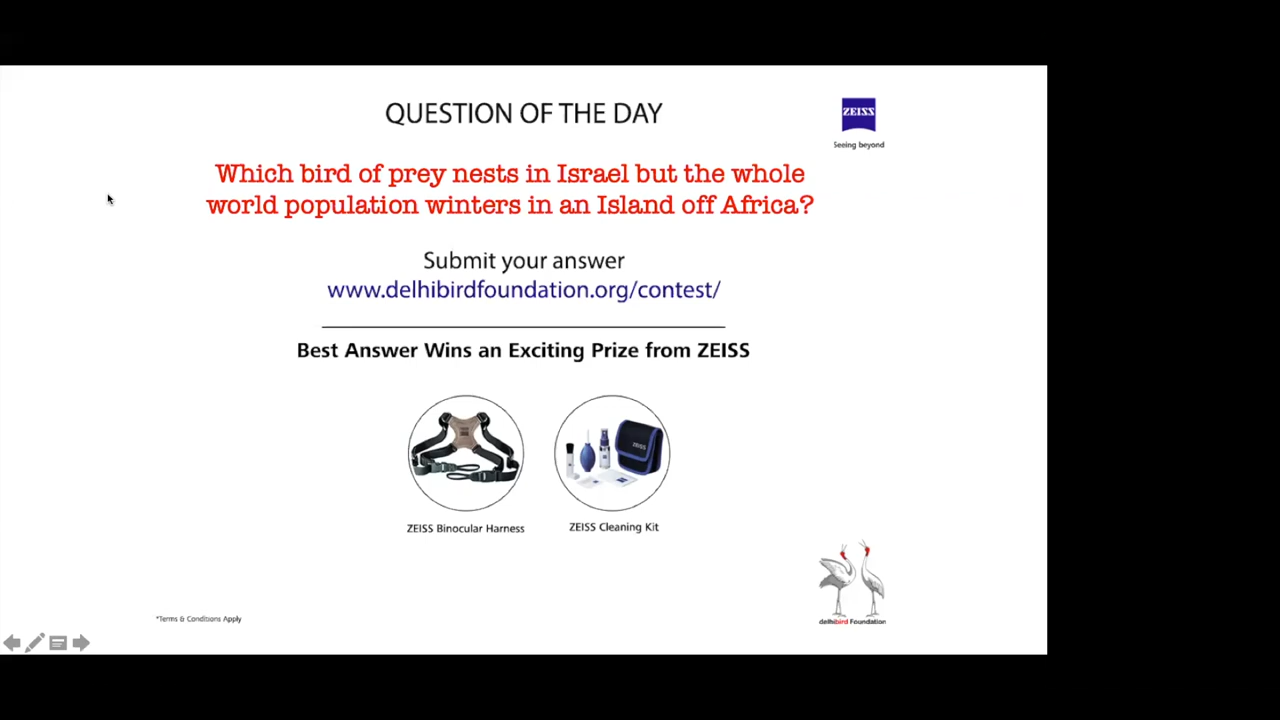 QUESTION OF THE DAY
ZEISS
Seeing beyond
Which bird of prey nests in Israel but the whole
world population winters in an Island off Africa?
Submit your answer
www.delhibirdfoundation.org/contest/
Best Answer Wins an Exciting Prize from ZEISS
ZEISS
ZEISS Binocular Harness
ZEISS Cleaning Kit
delhibird Foundation
*Terms & Conditions Apply